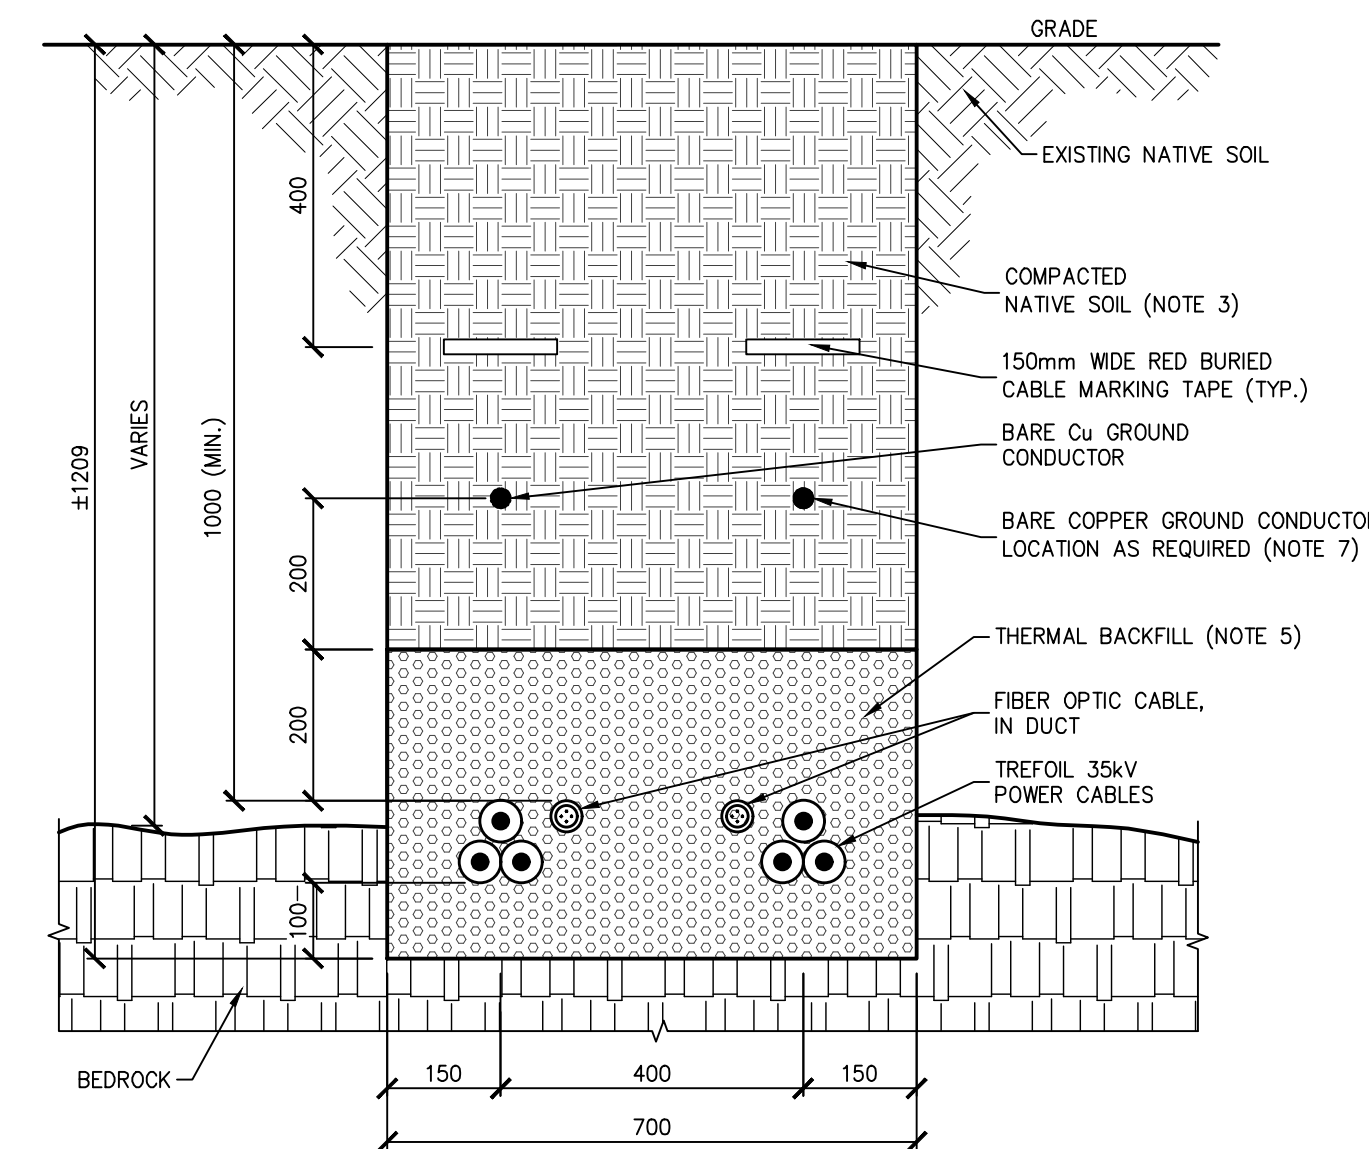 GRADE
EXISTING NATIVE SOIL
400
COMPACTED
NATIVE SOIL (NOTE 3)
150mm WIDE RED BURIED
CABLE MARKING TAPE (TYP.)
±1209
VARIES
1000 (MIN.)
BARE Cu GROUND
CONDUCTOR
200
BARE COPPER GROUND CONDUCTO
LOCATION AS REQUIRED (NOTE 7)
THERMAL BACKFILL (NOTE 5)
200
FIBER OPTIC CABLE,
IN DUCT
TREFOIL 35kV
POWER CABLES
100
BEDROCK
150
400
150
700